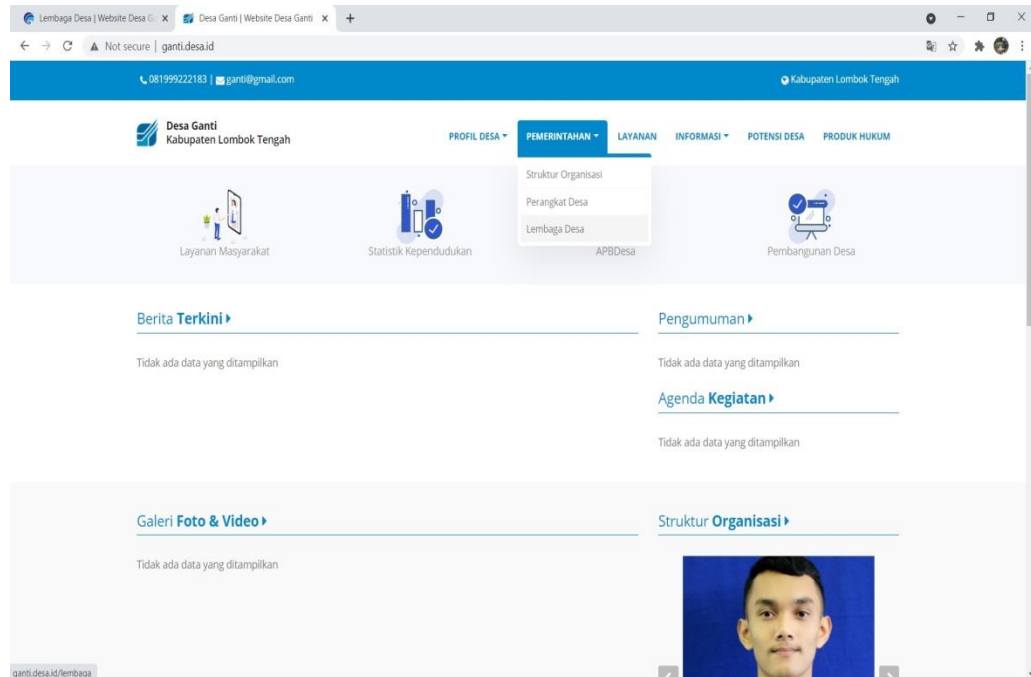 Lembaga Desa | Website Desa G
Desa Ganti | Website Desa Ganti
Not secure | ganti.desa.id
081999222183 | ganti@gmail.com
Kabupaten Lombok Tengah
Desa Ganti
Kabupaten Lombok Tengah
PROFIL DESA PEMERINTAHAN LAYANAN INFORMASI POTENSI DESA PRODUK HUKUM
Struktur Organisasi
Perangkat Desa
Lembaga Desa
Layanan Masyarakat
Statistik Kependudukan
APBDesa
Pembangunan Desa
Berita Terkini
Tidak ada data yang ditampilkan
Pengumuman
Tidak ada data yang ditampilkan
Agenda Kegiatan
Tidak ada data yang ditampilkan
Galeri Foto & Video
Tidak ada data yang ditampilkan
Struktur Organisasi
ganti.desa.id/lembaga